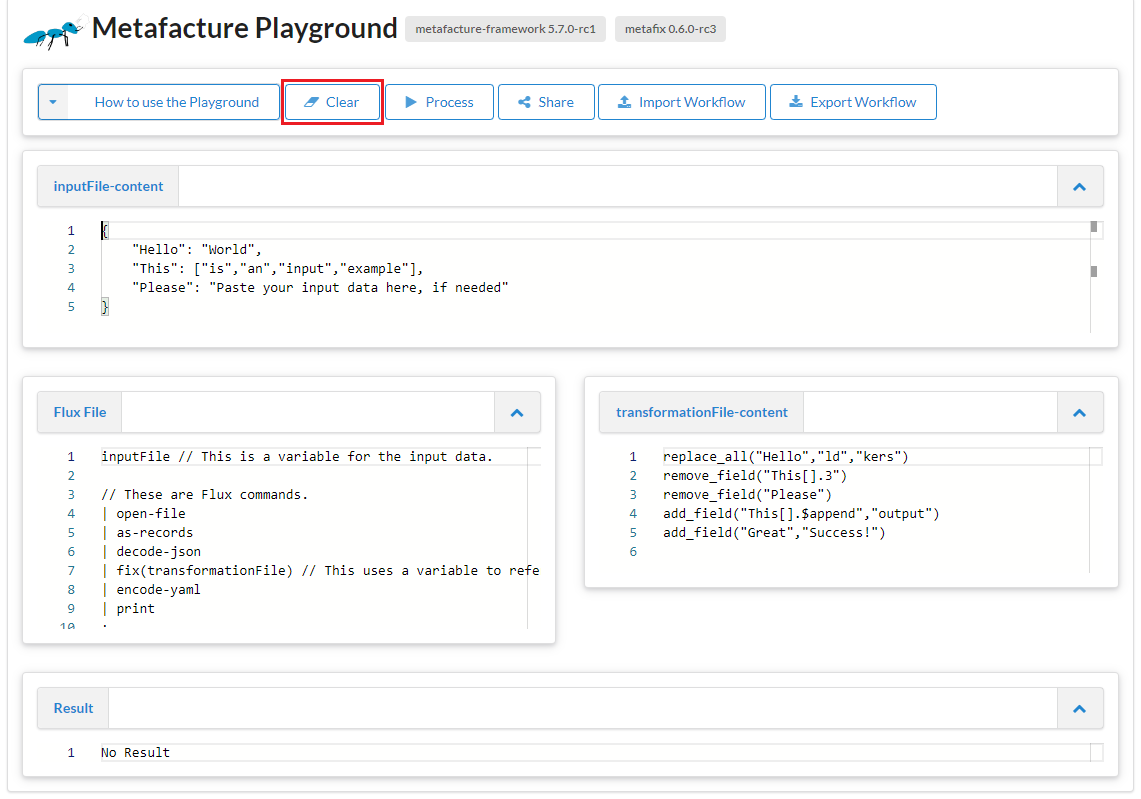 Metafacture Playground metafacture-framework 5.7.0-rc1 metafix 0.6.0-rc3
How to use the Playground Clear Process Share Import Workflow Export Workflow
inputFile-content
1 {
2 "Hello": "World",
3 "This": ["is","an","input","example"],
4 "Please": "Paste your input data here, if needed"
5 }
Flux File
1 inputFile // This is a variable for the input data.
2
3 // These are Flux commands.
4 | open-file
5 | as-records
6 | decode-json
7 | fix(transformationFile) // This uses a variable to refe
8 | encode-yaml
9 | print
10 ;
transformationFile-content
1 replace_all("Hello","ld","kers")
2 remove_field("This[].3")
3 remove_field("Please")
4 add_field("This[].$append","output")
5 add_field("Great","Success!")
6
Result
1 No Result